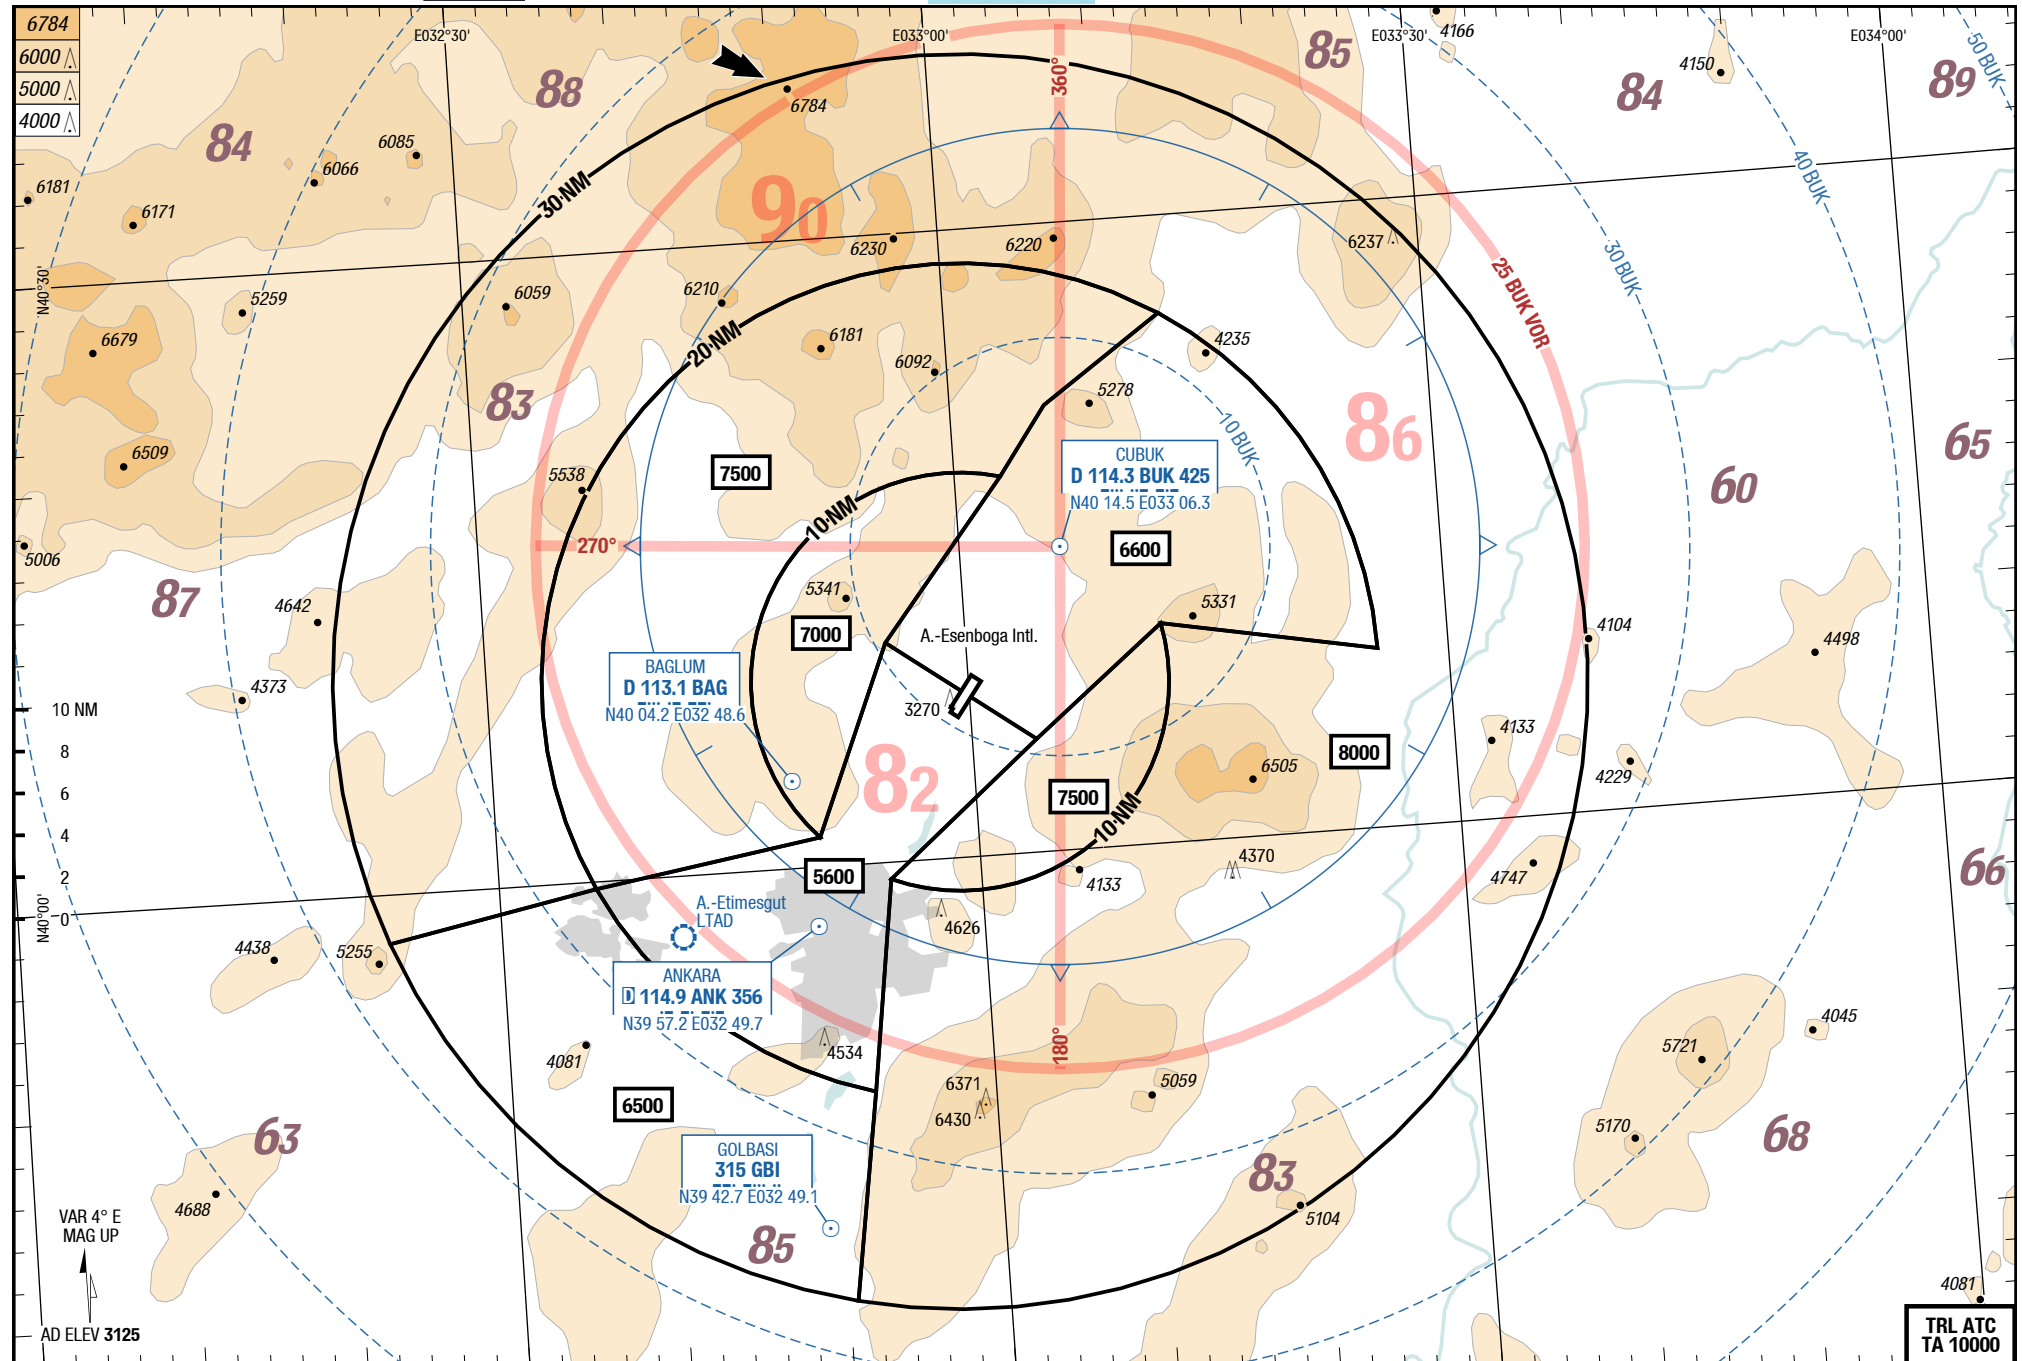 6784
6000
5000
4000
E032°30'
E033°00'
E033°30'
E034°00'
N40°30'
N40°00'
88
84
85
84
89
50 BUK
40 BUK
30 BUK
4166
4150
360°
6784
6085
6066
6181
6171
30 NM
90
6230
6220
6237
25 BUK VOR
5259
6059
6210
6679
20 NM
6181
6092
4235
83
5278
10 BUK
86
65
6509
5538
7500
CUBUK
D 114.3 BUK 425
N40 14.5 E033 06.3
60
10 NM
5006
270°
6600
87
4642
5341
7000
5331
A.-Esenboga Intl.
4104
4498
BAGLUM
D 113.1 BAG
N40 04.2 E032 48.6
4373
3270
10 NM
8
6
4
2
0
82
4133
8000
4229
6505
7500
10 NM
4370
5600
4133
4747
66
A.-Etimesgut
LTAD
4626
4438
5255
ANKARA
D 114.9 ANK 356
N39 57.2 E032 49.7
4534
4081
180°
4045
5721
6371
5059
6430
6500
5170
63
68
GOLBASI
315 GBI
N39 42.7 E032 49.1
83
4688
5104
85
VAR 4° E
MAG UP
AD ELEV 3125
4081
TRL ATC
TA 10000